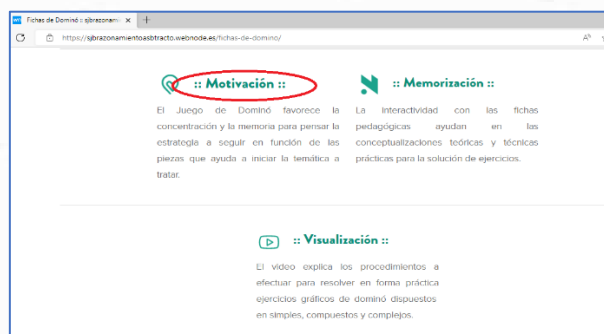 Fichas de Dominó :: sjbrazonami
https://sjbrazonamientoasbtracto.webnode.es/fichas-de-domino/
:: Motivación ::
El Juego de Dominó favorece la
concentración y la memoria para pensar la
estrategia a seguir en función de las
piezas que ayuda a iniciar la temática a
tratar.
:: Memorización ::
La interactividad con las fichas
pedagógicas ayudan en las
conceptualizaciones teóricas y técnicas
prácticas para la solución de ejercicios.
:: Visualización ::
El video explica los procedimientos a
efectuar para resolver en forma práctica
ejercicios gráficos de dominó dispuestos
en simples, compuestos y complejos.